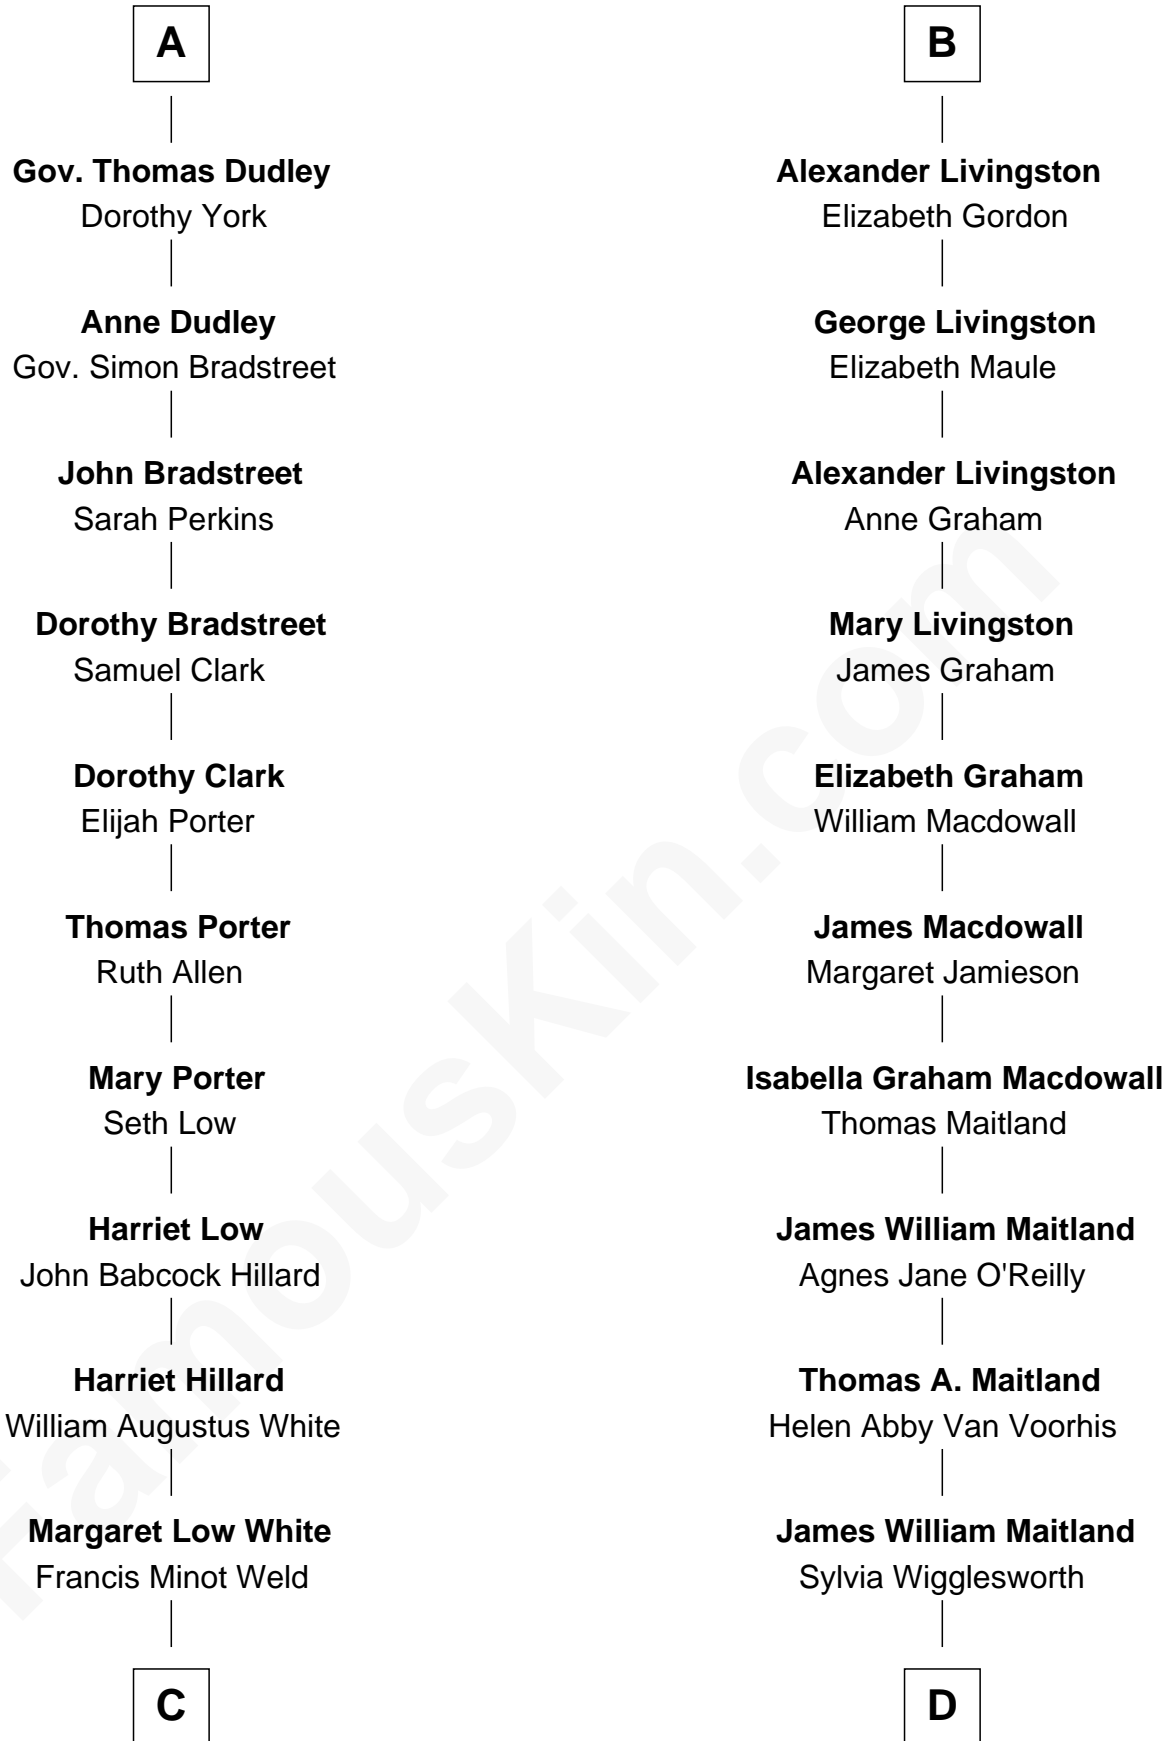 A
Gov. Thomas Dudley
Dorothy York
Anne Dudley
Gov. Simon Bradstreet
John Bradstreet
Sarah Perkins
Dorothy Bradstreet
Samuel Clark
Dorothy Clark
Elijah Porter
Thomas Porter
Ruth Allen
Mary Porter
Seth Low
Harriet Low
John Babcock Hillard
Harriet Hillard
William Augustus White
Margaret Low White
Francis Minot Weld
C
B
Alexander Livingston
Elizabeth Gordon
George Livingston
Elizabeth Maule
Alexander Livingston
Anne Graham
Mary Livingston
James Graham
Elizabeth Graham
William Macdowall
James Macdowall
Margaret Jamieson
Isabella Graham Macdowall
Thomas Maitland
James William Maitland
Agnes Jane O'Reilly
Thomas A. Maitland
Helen Abby Van Voorhis
James William Maitland
Sylvia Wigglesworth
D
FamousKin.com